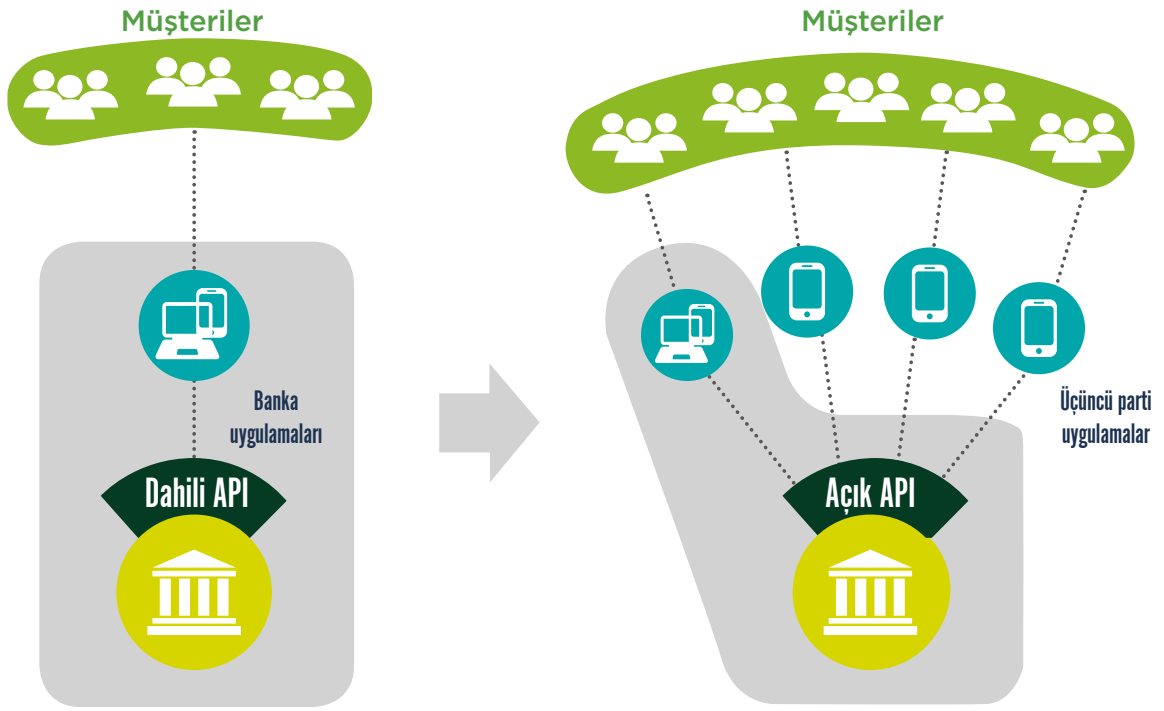 Müşteriler
Banka
uygulamaları
Dahili API
Müşteriler
Üçüncü parti
uygulamalar
Açık API